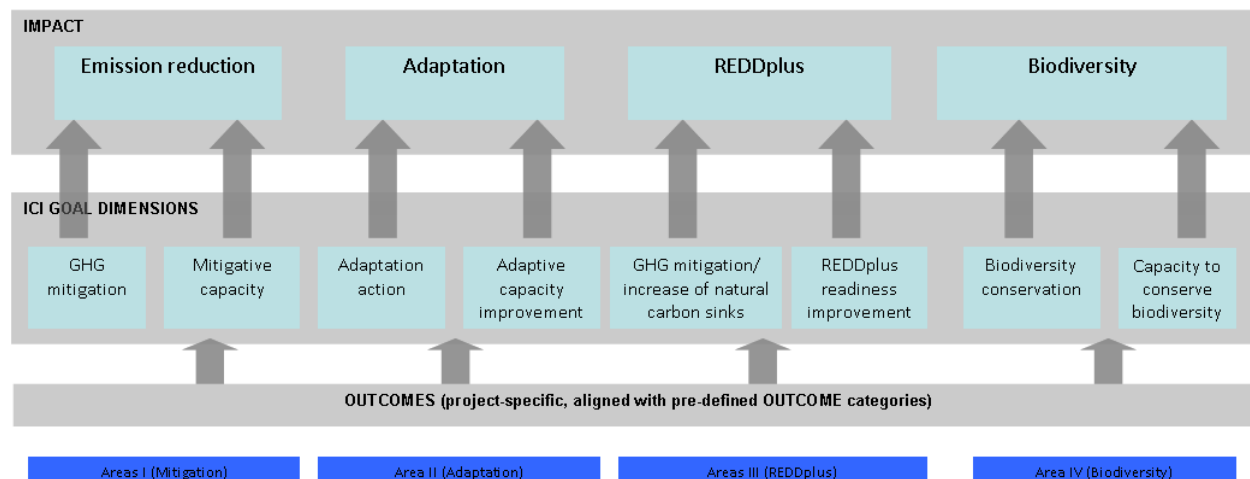 IMPACT
Emission reduction
Adaptation
REDDplus
Biodiversity
ICI GOAL DIMENSIONS
GHG
mitigation
Mitigative
capacity
Adaptation
action
Adaptive
capacity
improvement
GHG mitigation/
increase of natural
carbon sinks
REDDplus
readiness
improvement
Biodiversity
conservation
Capacity to
conserve
biodiversity
OUTCOMES (project-specific, aligned with pre-defined OUTCOME categories)
Areas I (Mitigation)
Area II (Adaptation)
Areas III (REDDplus)
Area IV (Biodiversity)